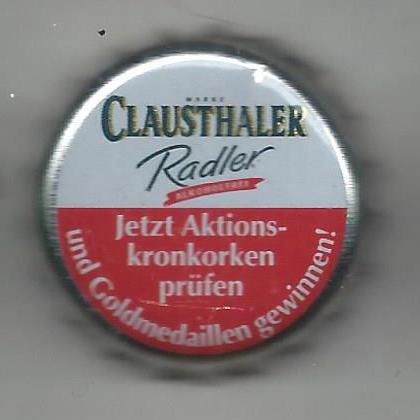 MARKE
CLAUSTHALER
Radler
ALKOHOLFREI
Jetzt Aktions-
kronkorken
prüfen
und Goldmedaillen gewinnen!